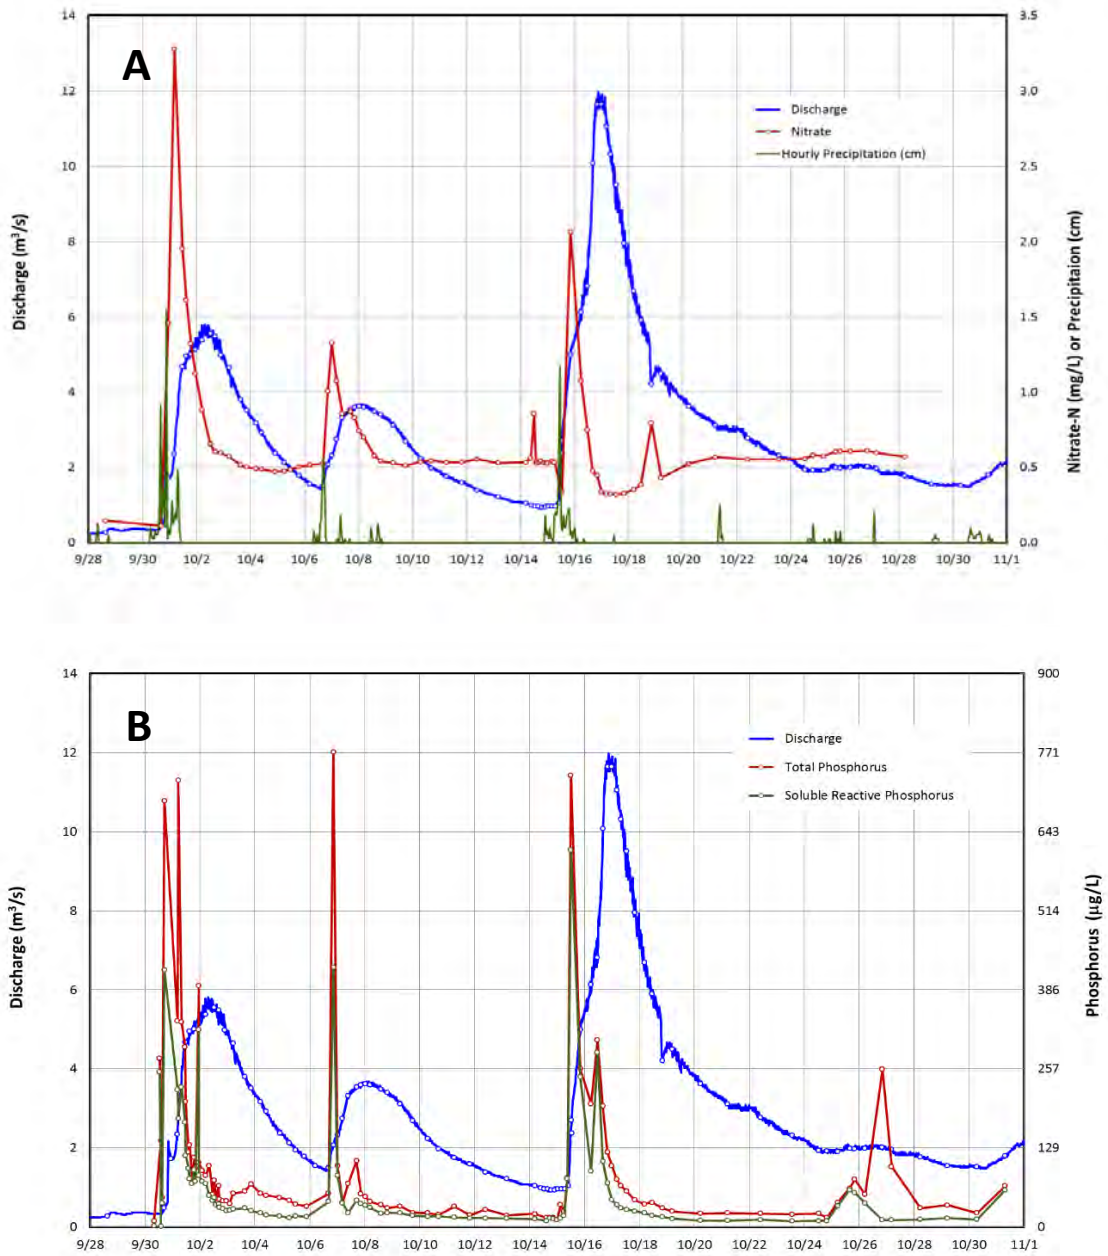 14
12
10
8
6
4
2
0
3.5
3.0
2.5
2.0
1.5
1.0
0.5
0.0
A
Discharge
Nitrate
Hourly Precipitation (cm)
Discharge (m³/s)
Nitrate-N (mg/L) or Precipitaion (cm)
9/28 9/30 10/2 10/4 10/6 10/8 10/10 10/12 10/14 10/16 10/18 10/20 10/22 10/24 10/26 10/28 10/30 11/1
14
12
10
8
6
4
2
0
900
771
643
514
386
257
129
0
B
Discharge
Total Phosphorus
Soluble Reactive Phosphorus
Discharge (m³/s)
Phosphorus (µg/L)
9/28 9/30 10/2 10/4 10/6 10/8 10/10 10/12 10/14 10/16 10/18 10/20 10/22 10/24 10/26 10/28 10/30 11/1